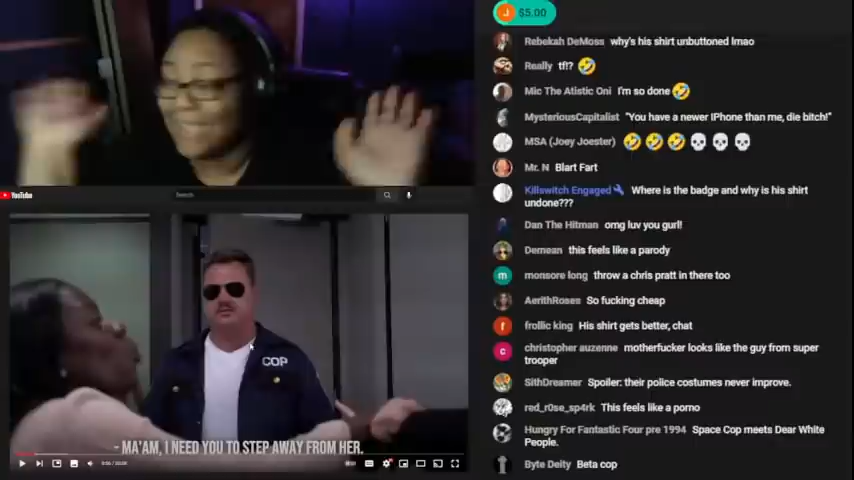 $5.00
Rebekah DeMoss why's his shirt unbuttoned lmao
Really tf!?
Mic The Atistic Oni I'm so done
MysteriousCapitalist "You have a newer IPhone than me, die bitch!"
MSA (Joey Joester)
Mr. N Blart Fart
Killswitch Engaged Where is the badge and why is his shirt
undone???
Dan The Hitman omg luv you gurl!
Demean this feels like a parody
monsore long throw a chris pratt in there too
AerithRoses So fucking cheap
frollic king His shirt gets better, chat
christopher auzenne motherfucker looks like the guy from super
trooper
SithDreamer Spoiler: their police costumes never improve.
red_r0se_sp4rk This feels like a porno
Hungry For Fantastic Four pre 1994 Space Cop meets Dear White
People.
Byte Deity Beta cop
YouTube
Search
COP
- MA'AM, I NEED YOU TO STEP AWAY FROM HER.